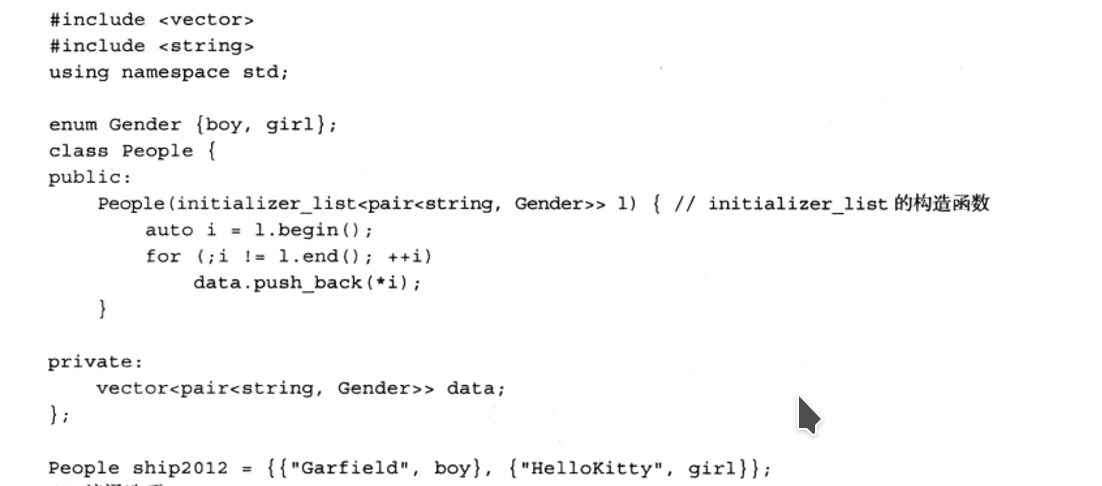 #include <vector>
#include <string>
using namespace std;
enum Gender {boy, girl};
class People {
public:
People(initializer_list<pair<string, Gender>> l) { // initializer_list 的构造函数
auto i = l.begin();
for (;i != l.end(); ++i)
data.push_back(*i);
}
private:
vector<pair<string, Gender>> data;
};
People ship2012 = {{"Garfield", boy}, {"HelloKitty", girl}};